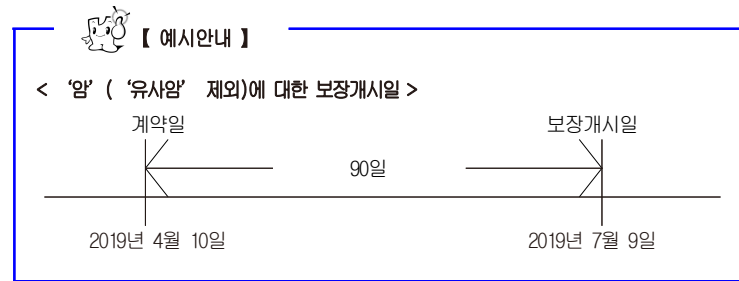 【 예시안내 】
< ‘암’ ( ‘유사암’ 제외)에 대한 보장개시일 >
계약일 보장개시일
90일
2019년 4월 10일 2019년 7월 9일